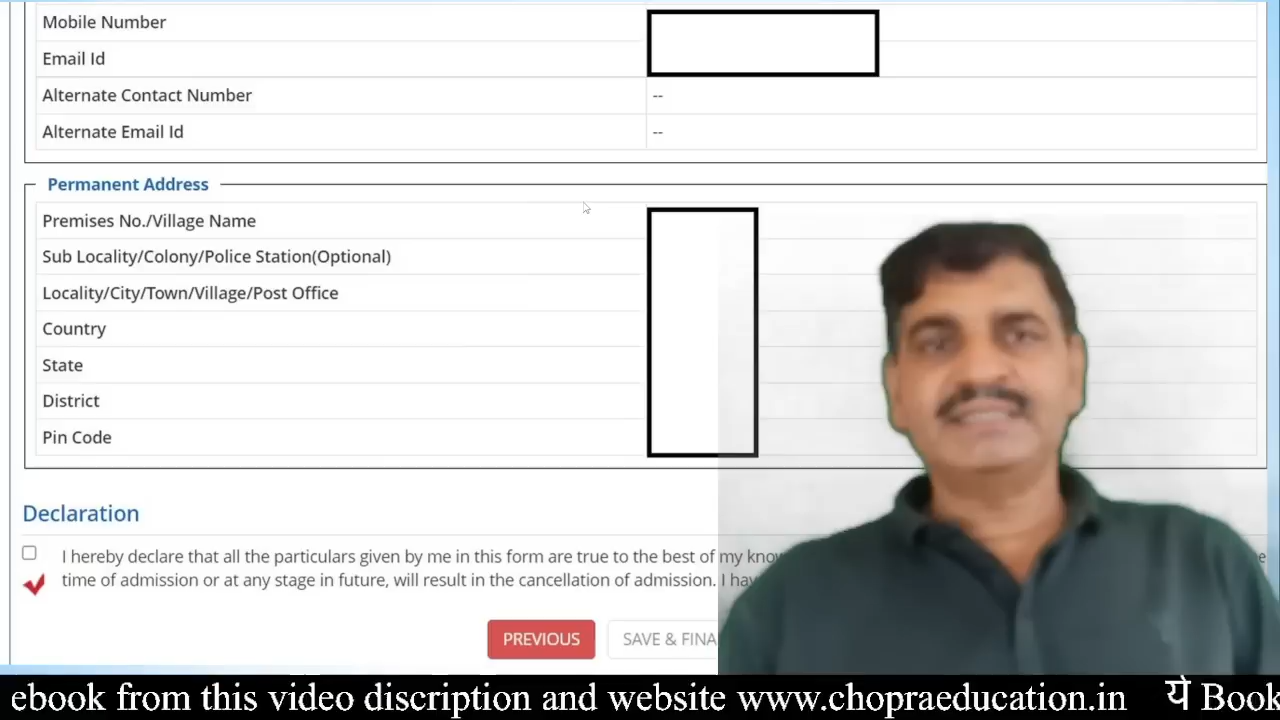 Mobile Number
Email Id
Alternate Contact Number --
Alternate Email Id --
Permanent Address
Premises No./Village Name
Sub Locality/Colony/Police Station(Optional)
Locality/City/Town/Village/Post Office
Country
State
District
Pin Code
Declaration
I hereby declare that all the particulars given by me in this form are true to the best of my
time of admission or at any stage in future, will result in the cancellation of admission. I
PREVIOUS SAVE &
ebook from this video discription and website www.chopraeducation.in ये Book